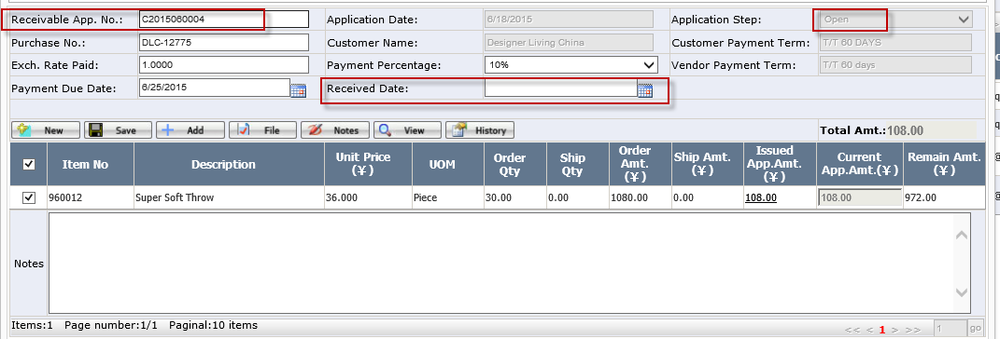 Receivable App. No.: C2015060004 Application Date: 6/18/2015 Application Step: Open
Purchase No.: DLC-12775 Customer Name: Designer Living China Customer Payment Term: T/T 60 DAYS
Exch. Rate Paid: 1.0000 Payment Percentage: 10% Vendor Payment Term: T/T 60 days
Payment Due Date: 6/25/2015 Received Date:
New Save Add File Notes View History Total Amt.:108.00
Item No Description Unit Price (¥) UOM Order Qty Ship Qty Order Amt. (¥) Ship Amt. (¥) Issued App.Amt. (¥) Current App.Amt.(¥) Remain Amt. (¥)
960012 Super Soft Throw 36.000 Piece 30.00 0.00 1080.00 0.00 108.00 108.00 972.00
Notes
Items:1 Page number:1/1 Paginal:10 items << < 1 > >> 1 go